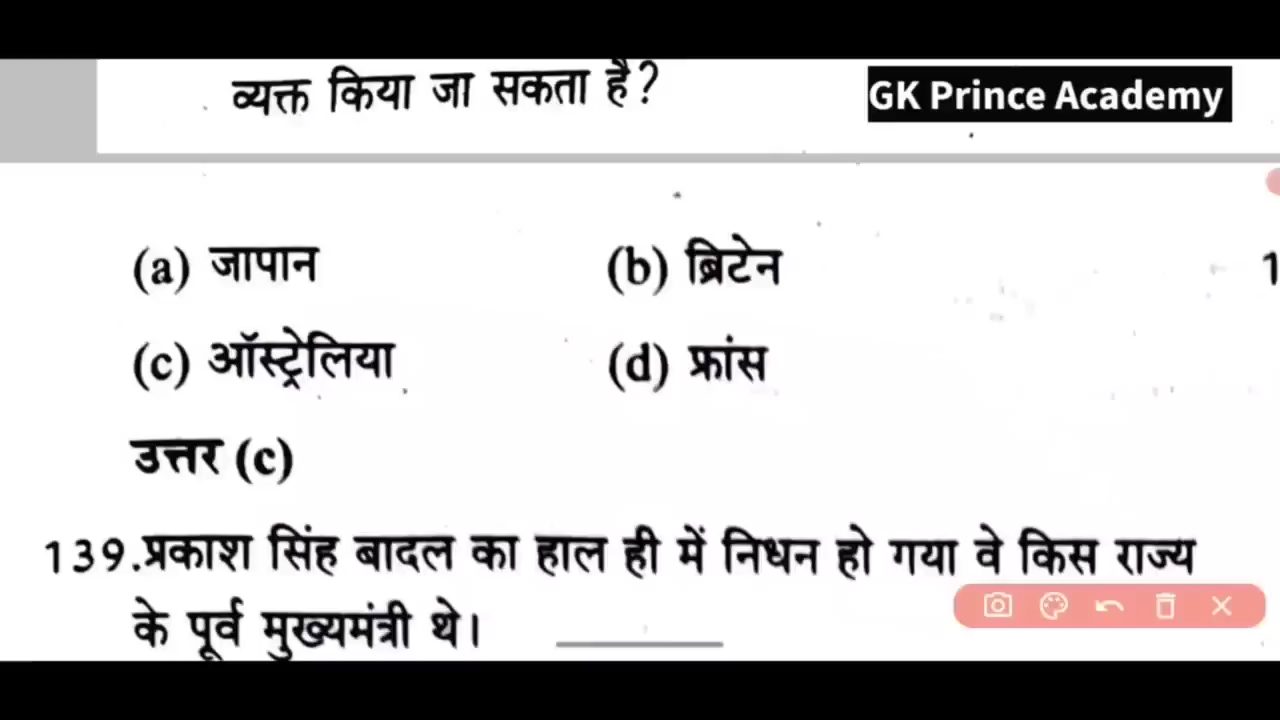 व्यक्त किया जा सकता है?
GK Prince Academy
(a) जापान
(b) ब्रिटेन
(c) ऑस्ट्रेलिया
(d) फ्रांस
उत्तर (c)
139.प्रकाश सिंह बादल का हाल ही में निधन हो गया वे किस राज्य
के पूर्व मुख्यमंत्री थे।